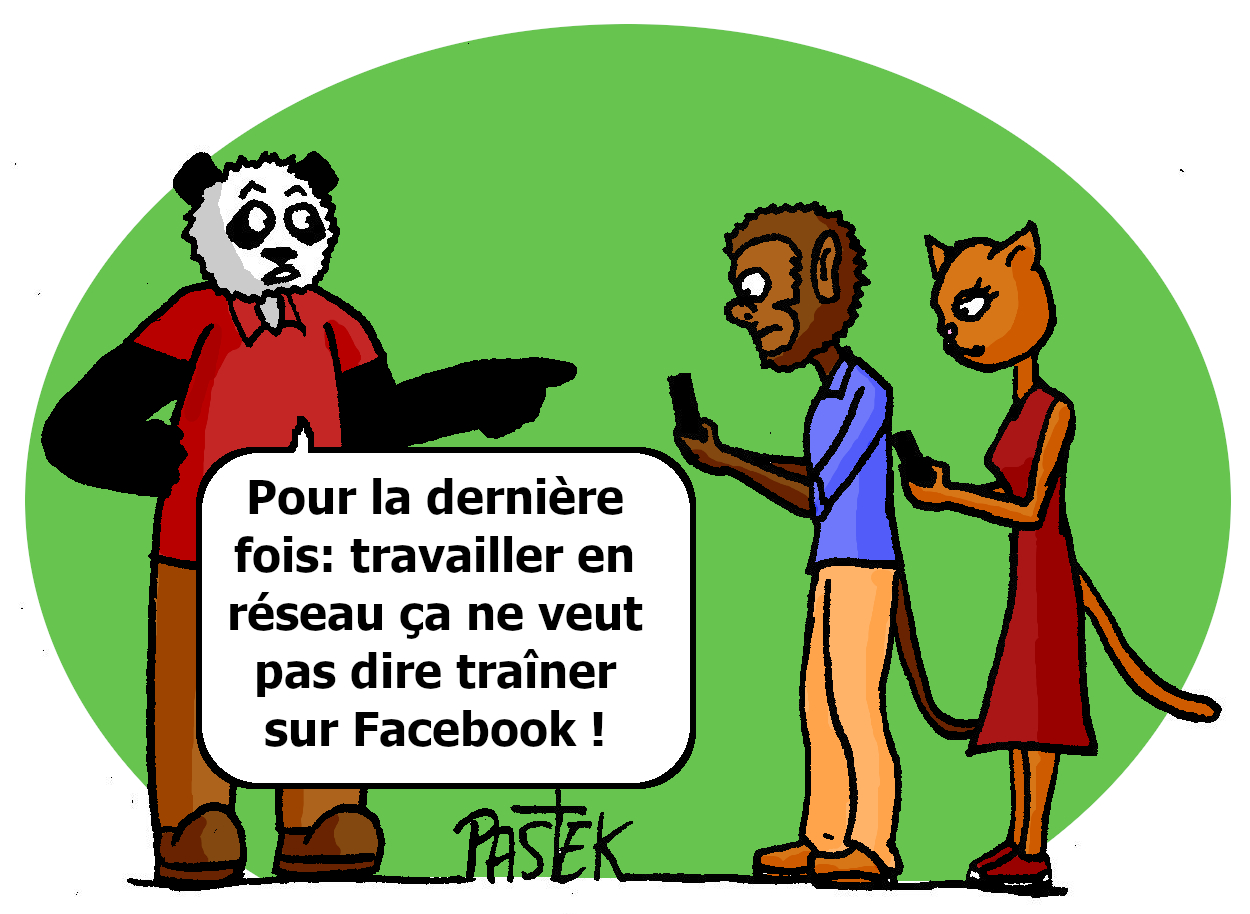 Pour la dernière
fois: travailler en
réseau ça ne veut
pas dire traîner
sur Facebook !
PASTEK